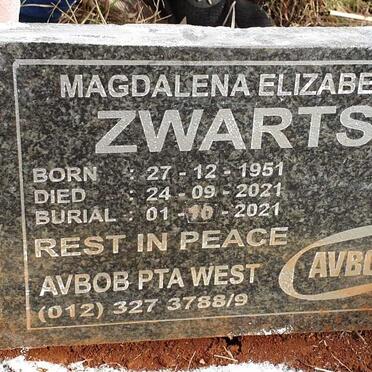 MAGDALENA ELIZABE
ZWARTS
BORN : 27 - 12 - 1951
DIED : 24 - 09 - 2021
BURIAL : 01 - 10 - 2021
REST IN PEACE
AVBOB PTA WEST
(012) 327 3788/9
AVBO